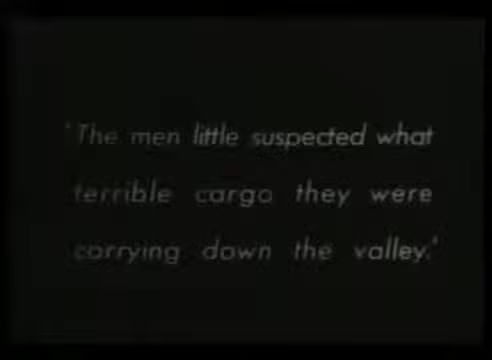 'The men little suspected what
terrible cargo they were
carrying down the valley.'